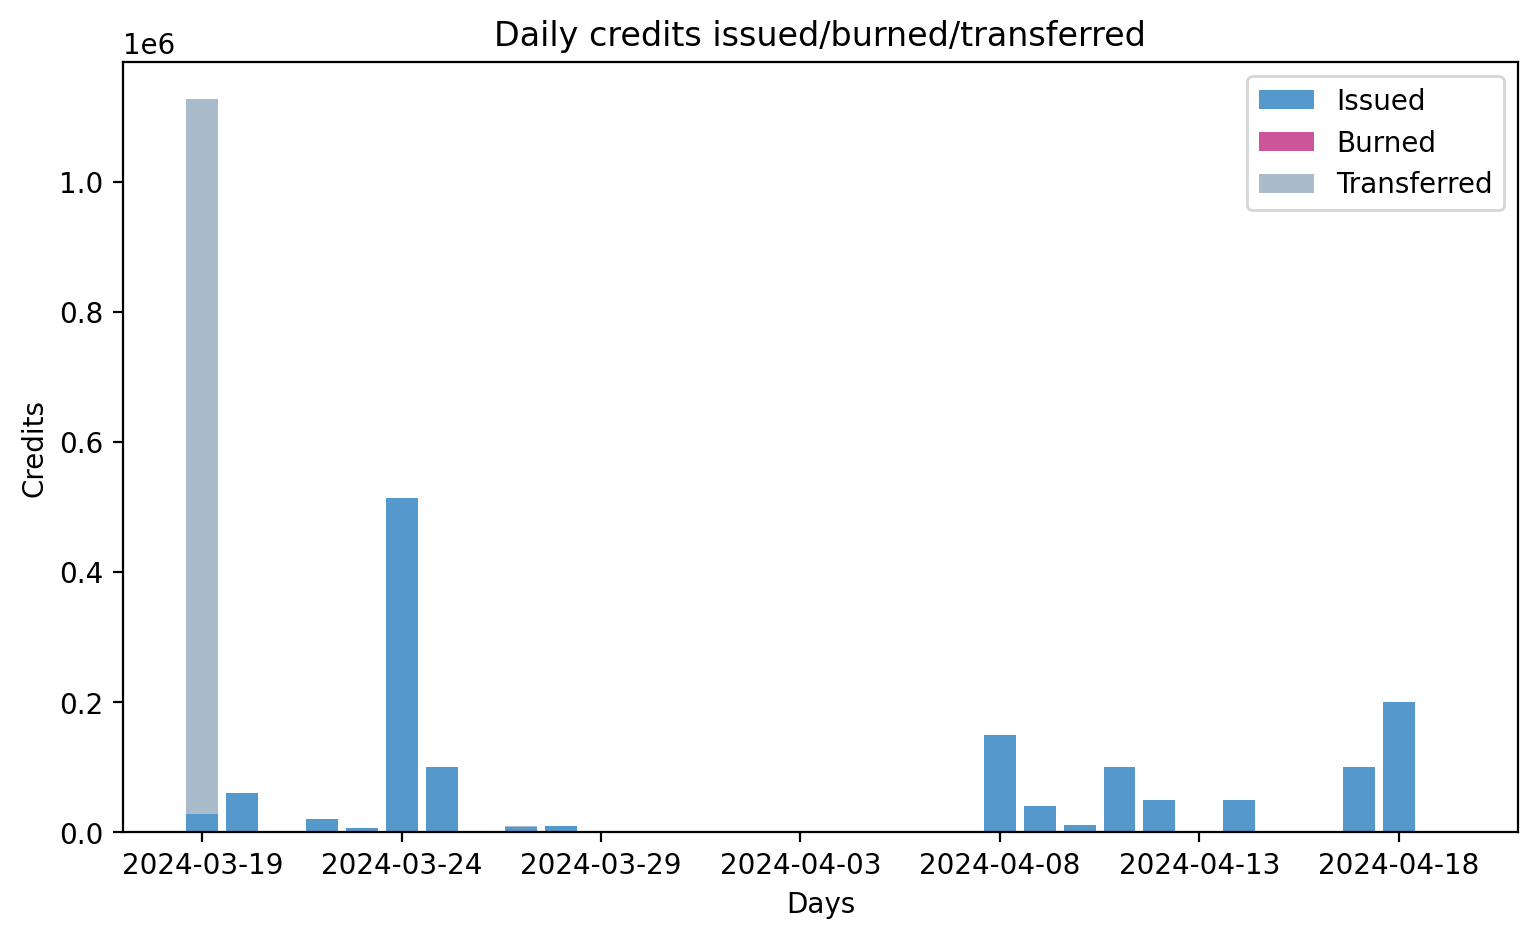 Daily credits issued/burned/transferred
1e6
Issued
Burned
Transferred
1.0
0.8
0.6
0.4
0.2
0.0
Credits
2024-03-19 2024-03-24 2024-03-29 2024-04-03 2024-04-08 2024-04-13 2024-04-18
Days